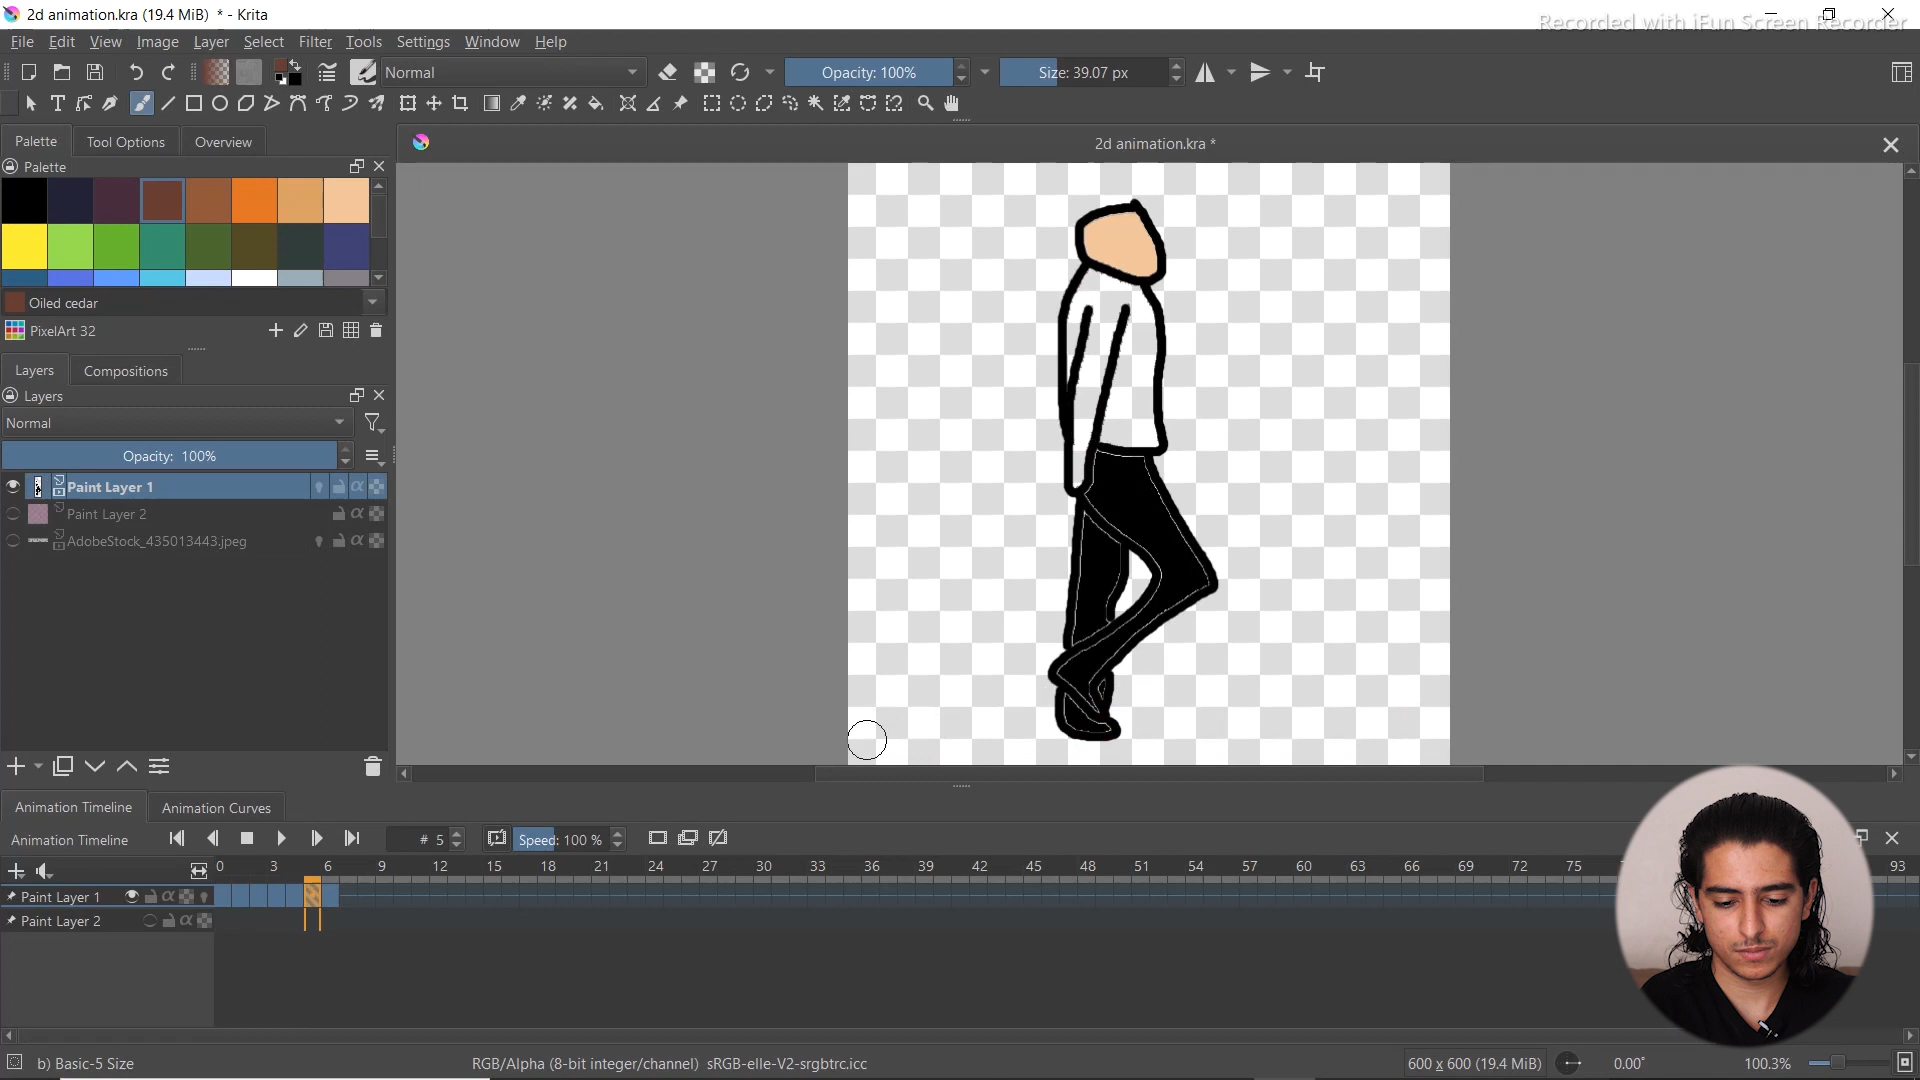 2d animation.kra (19.4 MiB) * - Krita
Recorded with iFun Screen Recorder
File Edit View Image Layer Select Filter Tools Settings Window Help
Normal Opacity: 100% Size: 39.07 px
Palette Tool Options Overview
2d animation.kra *
Palette
Oiled cedar
PixelArt 32
Layers Compositions
Layers
Normal
Opacity: 100%
Paint Layer 1
Paint Layer 2
AdobeStock_435013443.jpeg
Animation Timeline Animation Curves
Animation Timeline # 5 Speed: 100 %
0 3 6 9 12 15 18 21 24 27 30 33 36 39 42 45 48 51 54 57 60 63 66 69 72 75 93
Paint Layer 1
Paint Layer 2
b) Basic-5 Size RGB/Alpha (8-bit integer/channel) sRGB-elle-V2-srgbtrc.icc 600 x 600 (19.4 MiB) 0.00° 100.3%